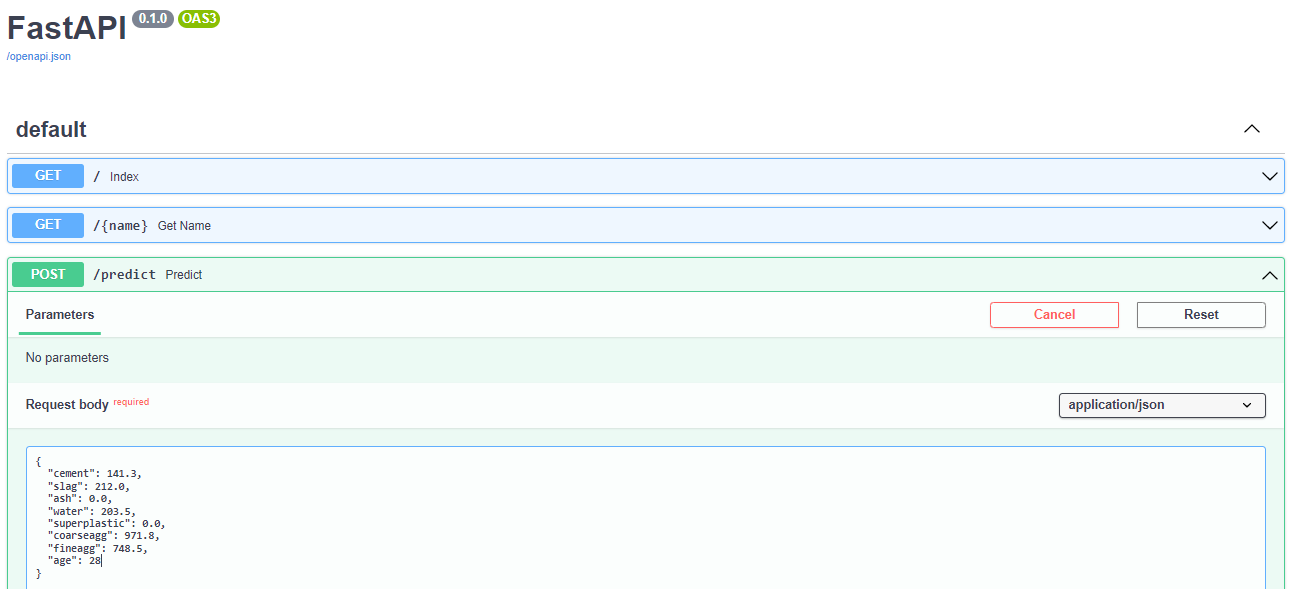 FastAPI 0.1.0 OAS3
/openapi.json
default
GET / Index
GET /{name} Get Name
POST /predict Predict
Parameters Cancel Reset
No parameters
Request body required application/json
{
"cement": 141.3,
"slag": 212.0,
"ash": 0.0,
"water": 203.5,
"superplastic": 0.0,
"coarseagg": 971.8,
"fineagg": 748.5,
"age": 28
}